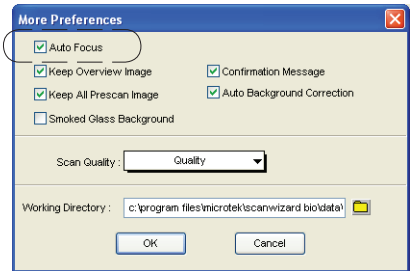 More Preferences
Auto Focus
Keep Overview Image
Confirmation Message
Keep All Prescan Image
Auto Background Correction
Smoked Glass Background
Scan Quality : Quality
Working Directory : c:\program files\microtek\scanwizard bio\data\
OK Cancel